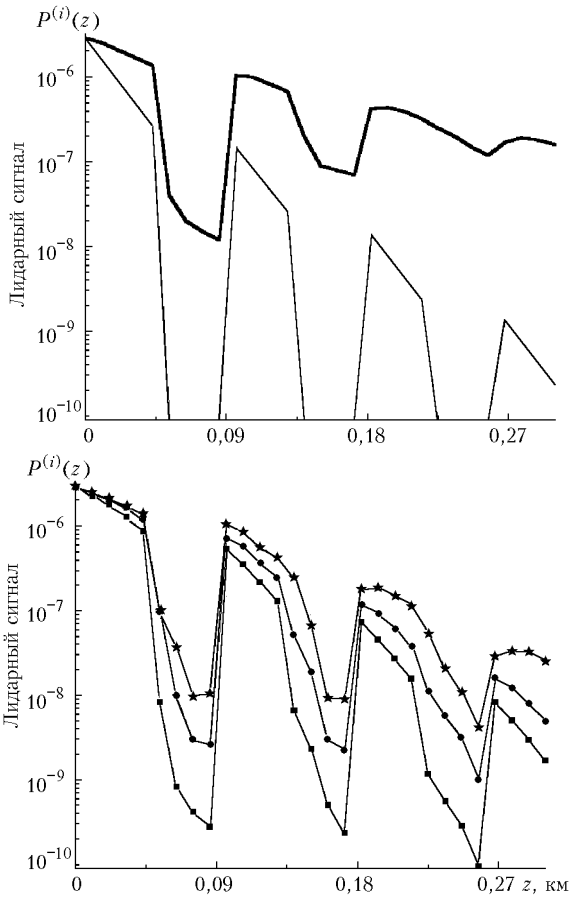 P⁽ⁱ⁾(z)
10⁻⁶
10⁻⁷
10⁻⁸
10⁻⁹
10⁻¹⁰
Лидарный сигнал
0 0,09 0,18 0,27
P⁽ⁱ⁾(z)
10⁻⁶
10⁻⁷
10⁻⁸
10⁻⁹
10⁻¹⁰
Лидарный сигнал
0 0,09 0,18 0,27 z, км